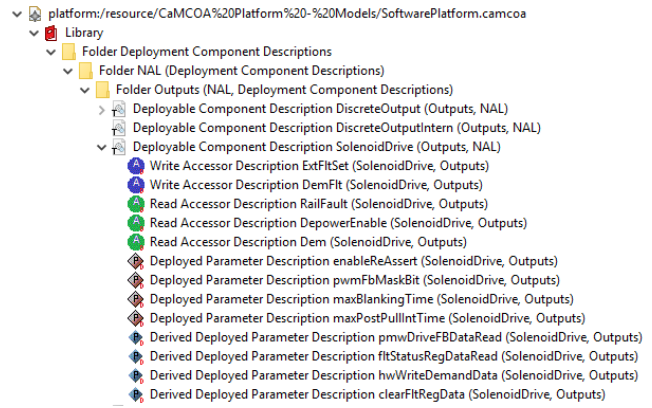 platform:/resource/CaMCOA%20Platform%20-%20Models/SoftwarePlatform.camcoa
Library
Folder Deployment Component Descriptions
Folder NAL (Deployment Component Descriptions)
Folder Outputs (NAL, Deployment Component Descriptions)
Deployable Component Description DiscreteOutput (Outputs, NAL)
Deployable Component Description DiscreteOutputIntern (Outputs, NAL)
Deployable Component Description SolenoidDrive (Outputs, NAL)
Write Accessor Description ExtFltSet (SolenoidDrive, Outputs)
Write Accessor Description DemFlt (SolenoidDrive, Outputs)
Read Accessor Description RailFault (SolenoidDrive, Outputs)
Read Accessor Description DepowerEnable (SolenoidDrive, Outputs)
Read Accessor Description Dem (SolenoidDrive, Outputs)
Deployed Parameter Description enableReAssert (SolenoidDrive, Outputs)
Deployed Parameter Description pwmFbMaskBit (SolenoidDrive, Outputs)
Deployed Parameter Description maxBlankingTime (SolenoidDrive, Outputs)
Deployed Parameter Description maxPostPullIntTime (SolenoidDrive, Outputs)
Derived Deployed Parameter Description pmwDriveFBDataRead (SolenoidDrive, Outputs)
Derived Deployed Parameter Description fltStatusRegDataRead (SolenoidDrive, Outputs)
Derived Deployed Parameter Description hwWriteDemandData (SolenoidDrive, Outputs)
Derived Deployed Parameter Description clearFltRegData (SolenoidDrive, Outputs)